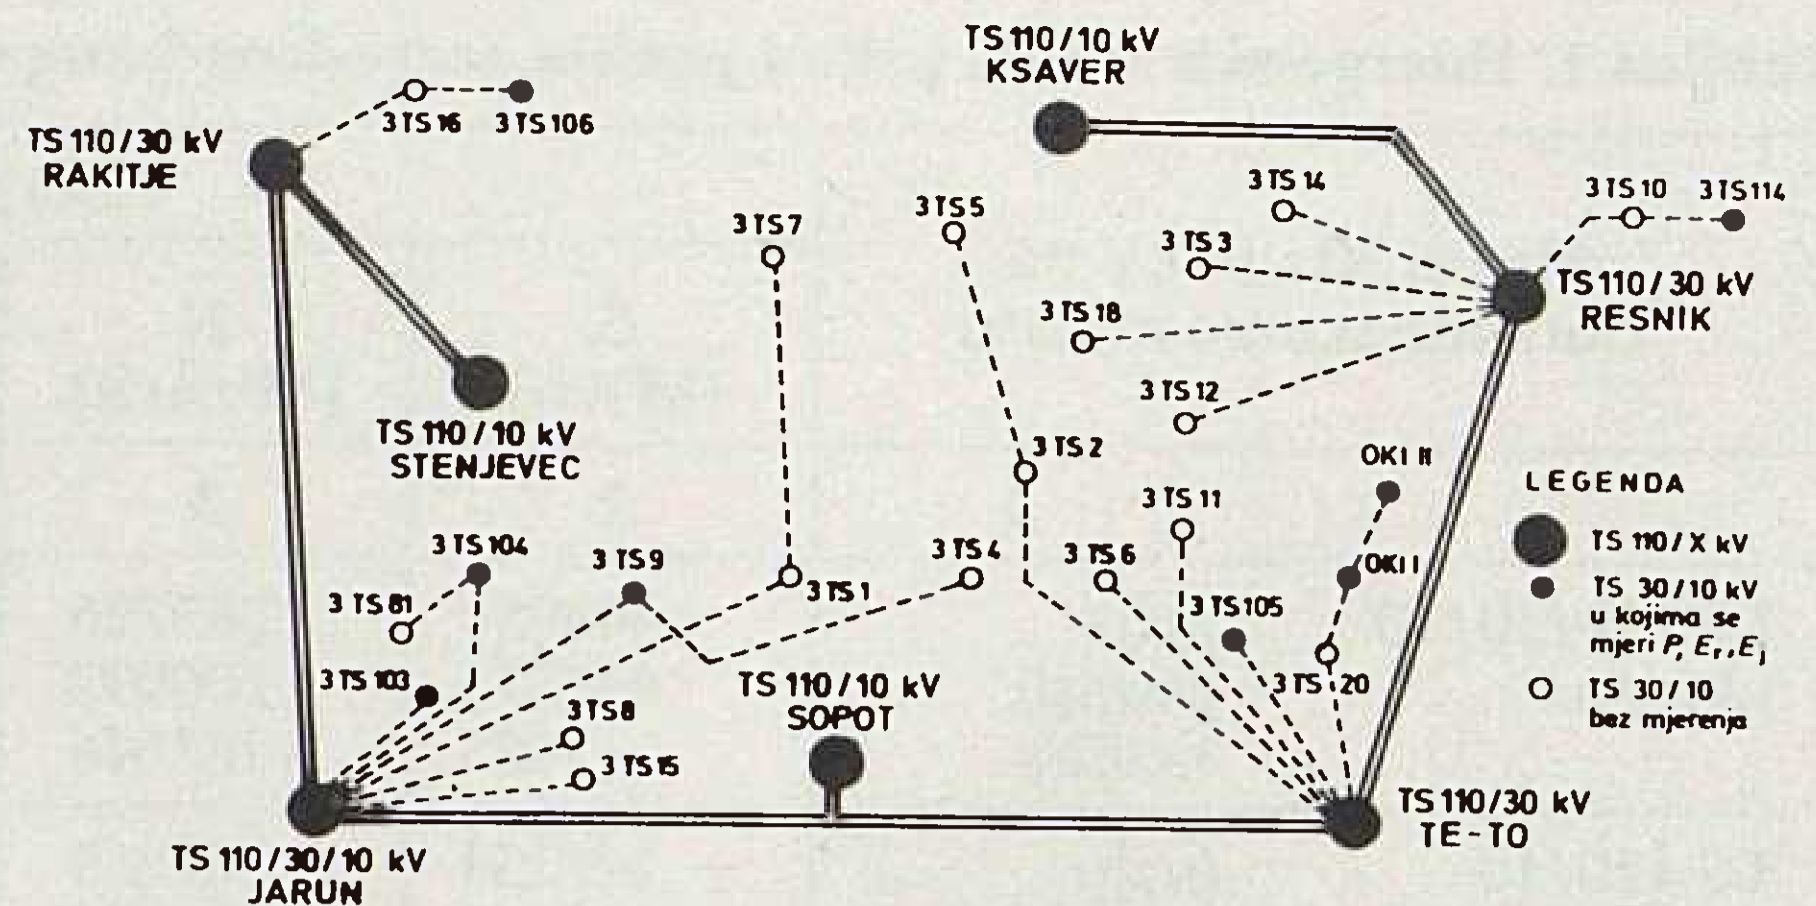 TS 110/10 kV
KSAVER
3 TS 16
3 TS 106
TS 110/30 kV
RAKITJE
3 TS 14
3 TS 10
3 TS 114
3 TS 7
3 TS 5
3 TS 3
TS 110/30 kV
RESNIK
3 TS 18
3 TS 12
TS 110/10 kV
STENJEVEC
3 TS 2
OKI II
LEGENDA
3 TS 11
TS 110/X kV
3 TS 104
3 TS 9
3 TS 4
3 TS 6
OKI I
3 TS 1
TS 30/10 kV
u kojima se
mjeri P, Er, Ej
3 TS 81
3 TS 105
3 TS 103
TS 110/10 kV
SOPOT
3 TS 20
TS 30/10
bez mjerenja
3 TS 8
3 TS 15
TS 110/30 kV
TE-TO
TS 110/30/10 kV
JARUN